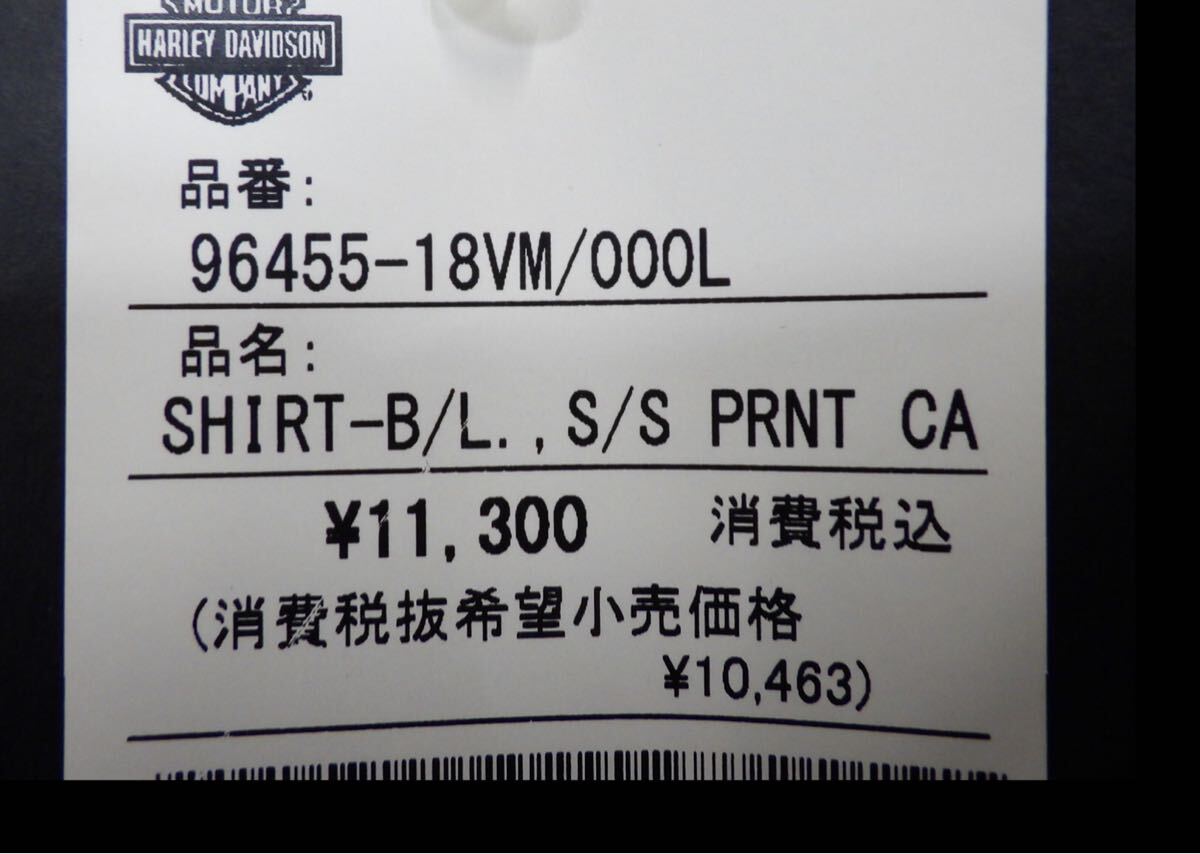 MOTOR
HARLEY DAVIDSON
COMPANY
品番:
96455-18VM/000L
品名:
SHIRT-B/L.,S/S PRNT CA
¥11,300 消費税込
(消費税抜希望小売価格
¥10,463)